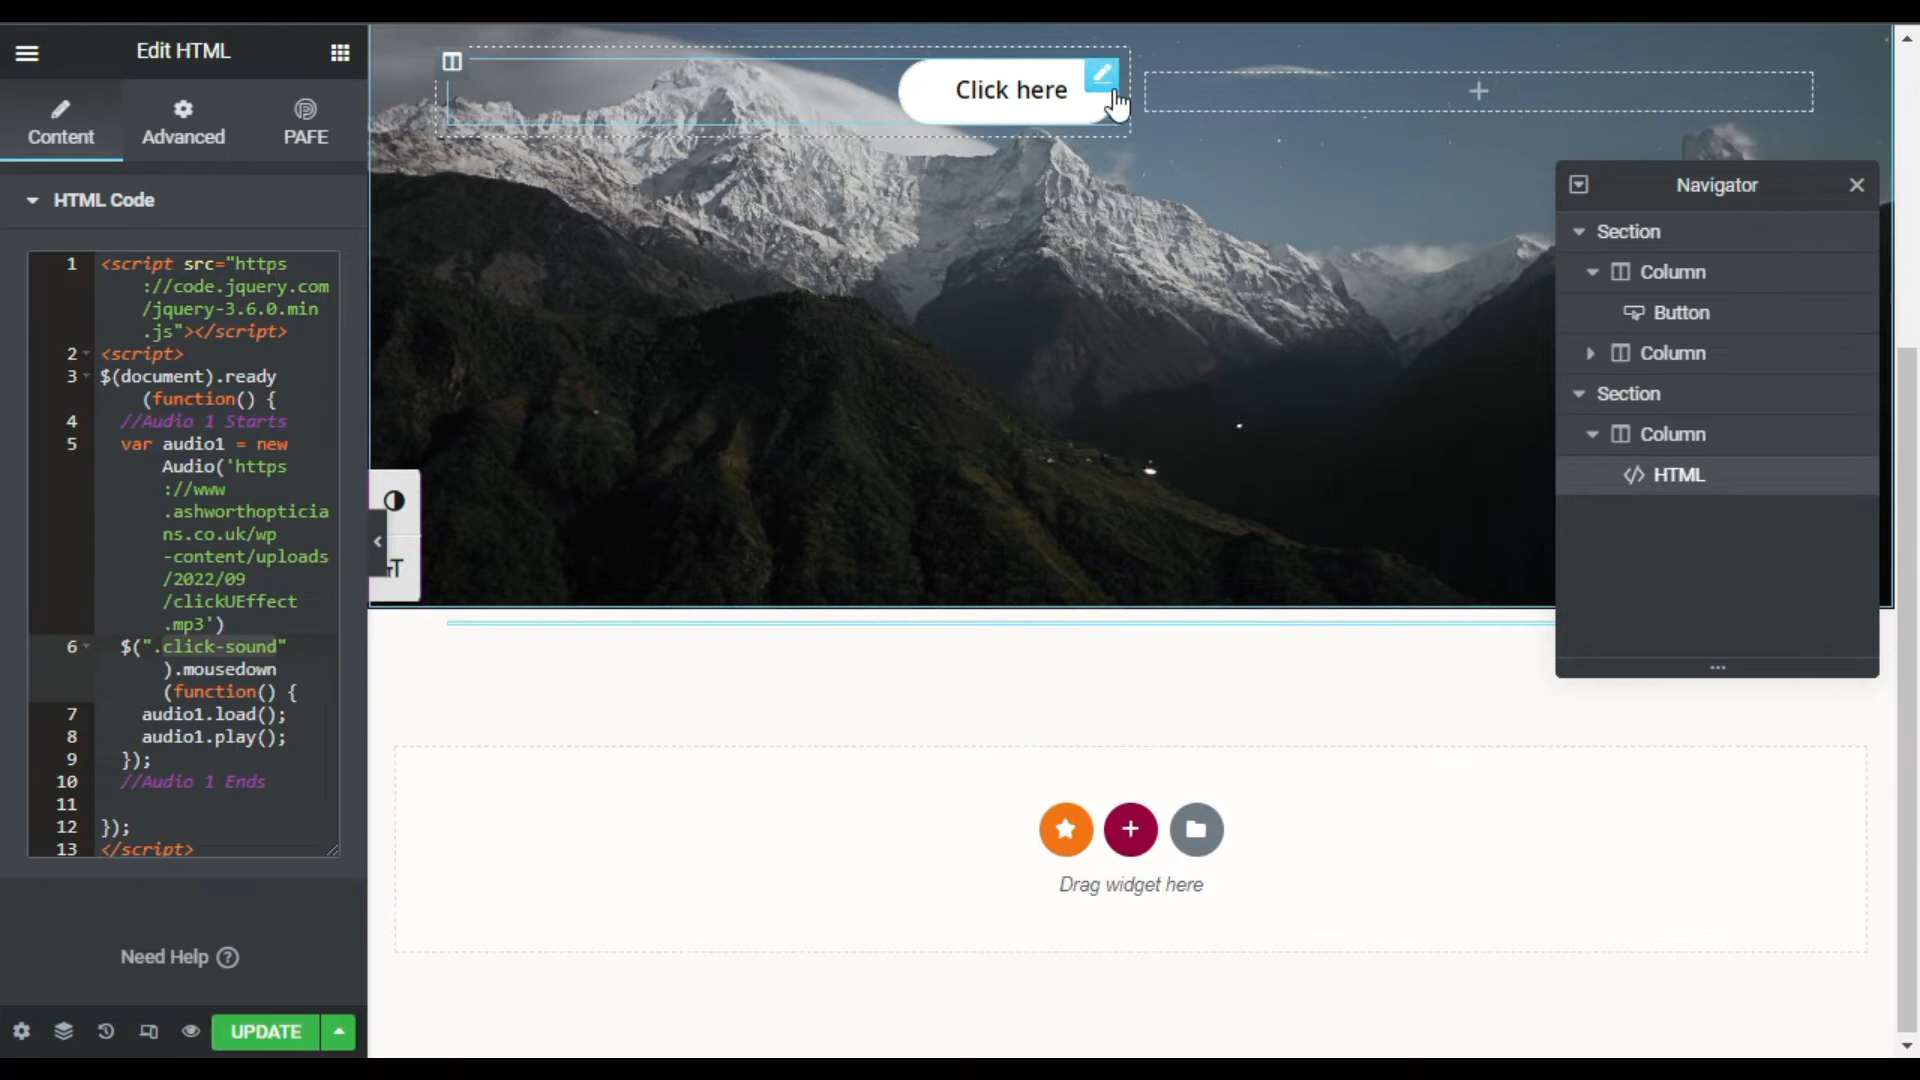 Edit HTML
Content
Advanced
PAFE
HTML Code
1 <script src="https
://code.jquery.com
/jquery-3.6.0.min
.js"></script>
2 <script>
3 $(document).ready
(function() {
4 //Audio 1 Starts
5 var audio1 = new
Audio('https
://www
.ashworthopticia
ns.co.uk/wp
-content/uploads
/2022/09
/clickUEffect
.mp3')
6 $(".click-sound"
).mousedown
(function() {
7 audio1.load();
8 audio1.play();
9 });
10 //Audio 1 Ends
11
12 });
13 </script>
Need Help ?
UPDATE
Click here
+
TT
Navigator
Section
Column
Button
Column
Section
Column
</> HTML
Drag widget here